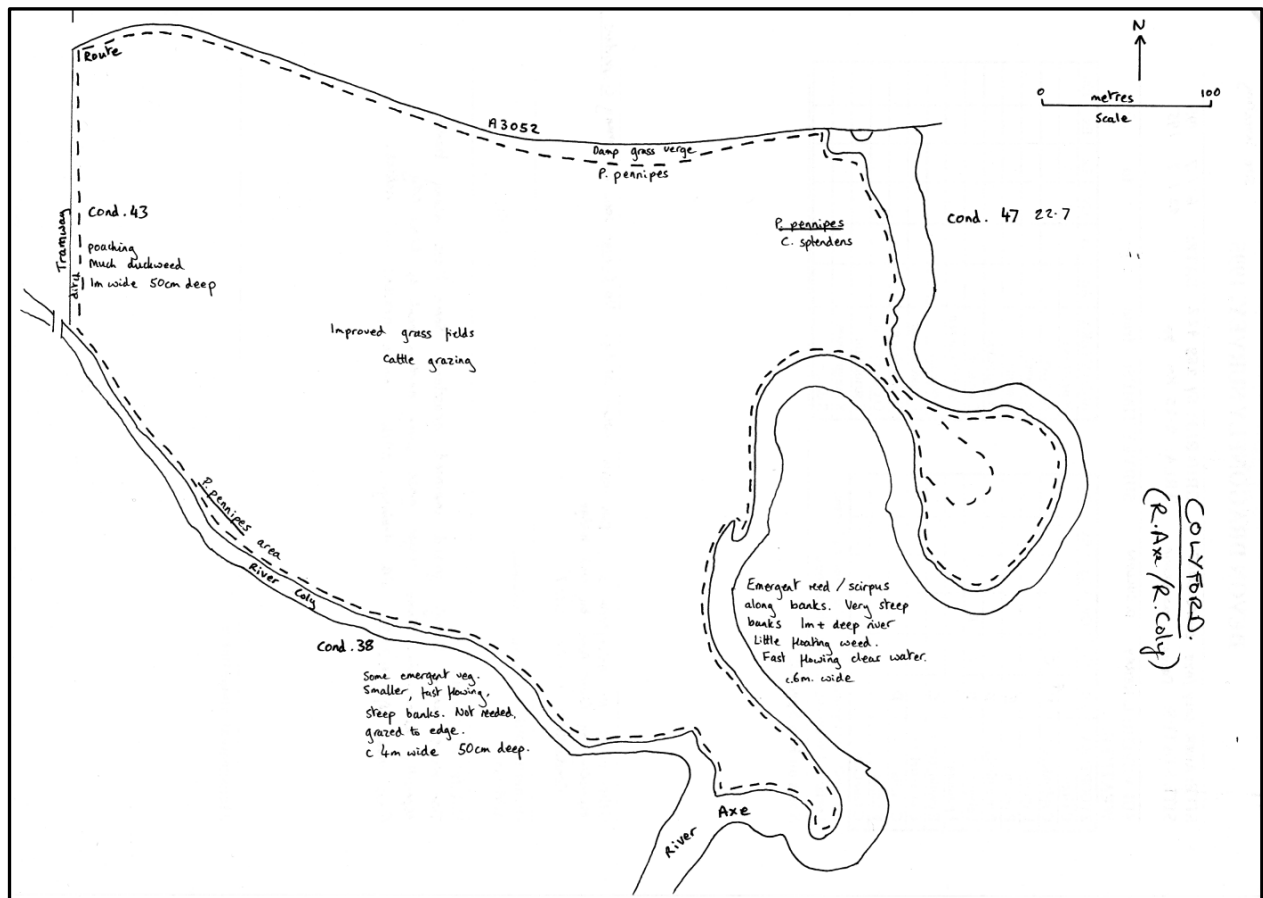 N
0 metres 100
Scale
Route
A3052
Damp grass verge
P. pennipes
Cond. 43
Tramway
ditch
poaching
Much duckweed
1m wide 50cm deep
P. pennipes
C. splendens
Cond. 47 22.7
Improved grass fields
Cattle grazing
P. pennipes area
River Coly
Cond. 38
Some emergent veg.
Smaller, fast flowing,
steep banks. Not reeded,
grazed to edge.
c 4m wide 50cm deep.
Emergent reed / scirpus
along banks. Very steep
banks 1m+ deep river
Little floating weed.
Fast flowing clear water.
c.6m. wide
River Axe
COLYFORD.
(R.Axe/R.Coly)